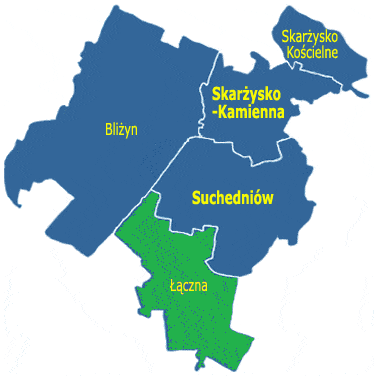 Skarżysko
Kościelne
Skarżysko
-Kamienna
Bliżyn
Suchedniów
Łączna